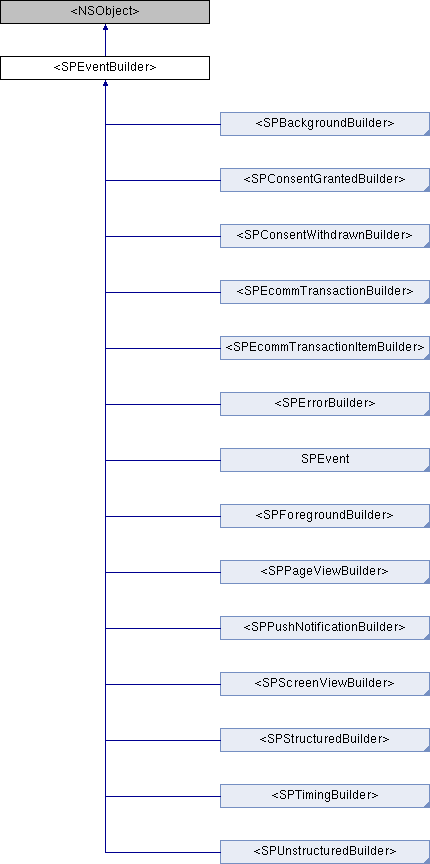 <NSObject>
<SPEventBuilder>
<SPBackgroundBuilder>
<SPConsentGrantedBuilder>
<SPConsentWithdrawnBuilder>
<SPEcommTransactionBuilder>
<SPEcommTransactionItemBuilder>
<SPErrorBuilder>
SPEvent
<SPForegroundBuilder>
<SPPageViewBuilder>
<SPPushNotificationBuilder>
<SPScreenViewBuilder>
<SPStructuredBuilder>
<SPTimingBuilder>
<SPUnstructuredBuilder>